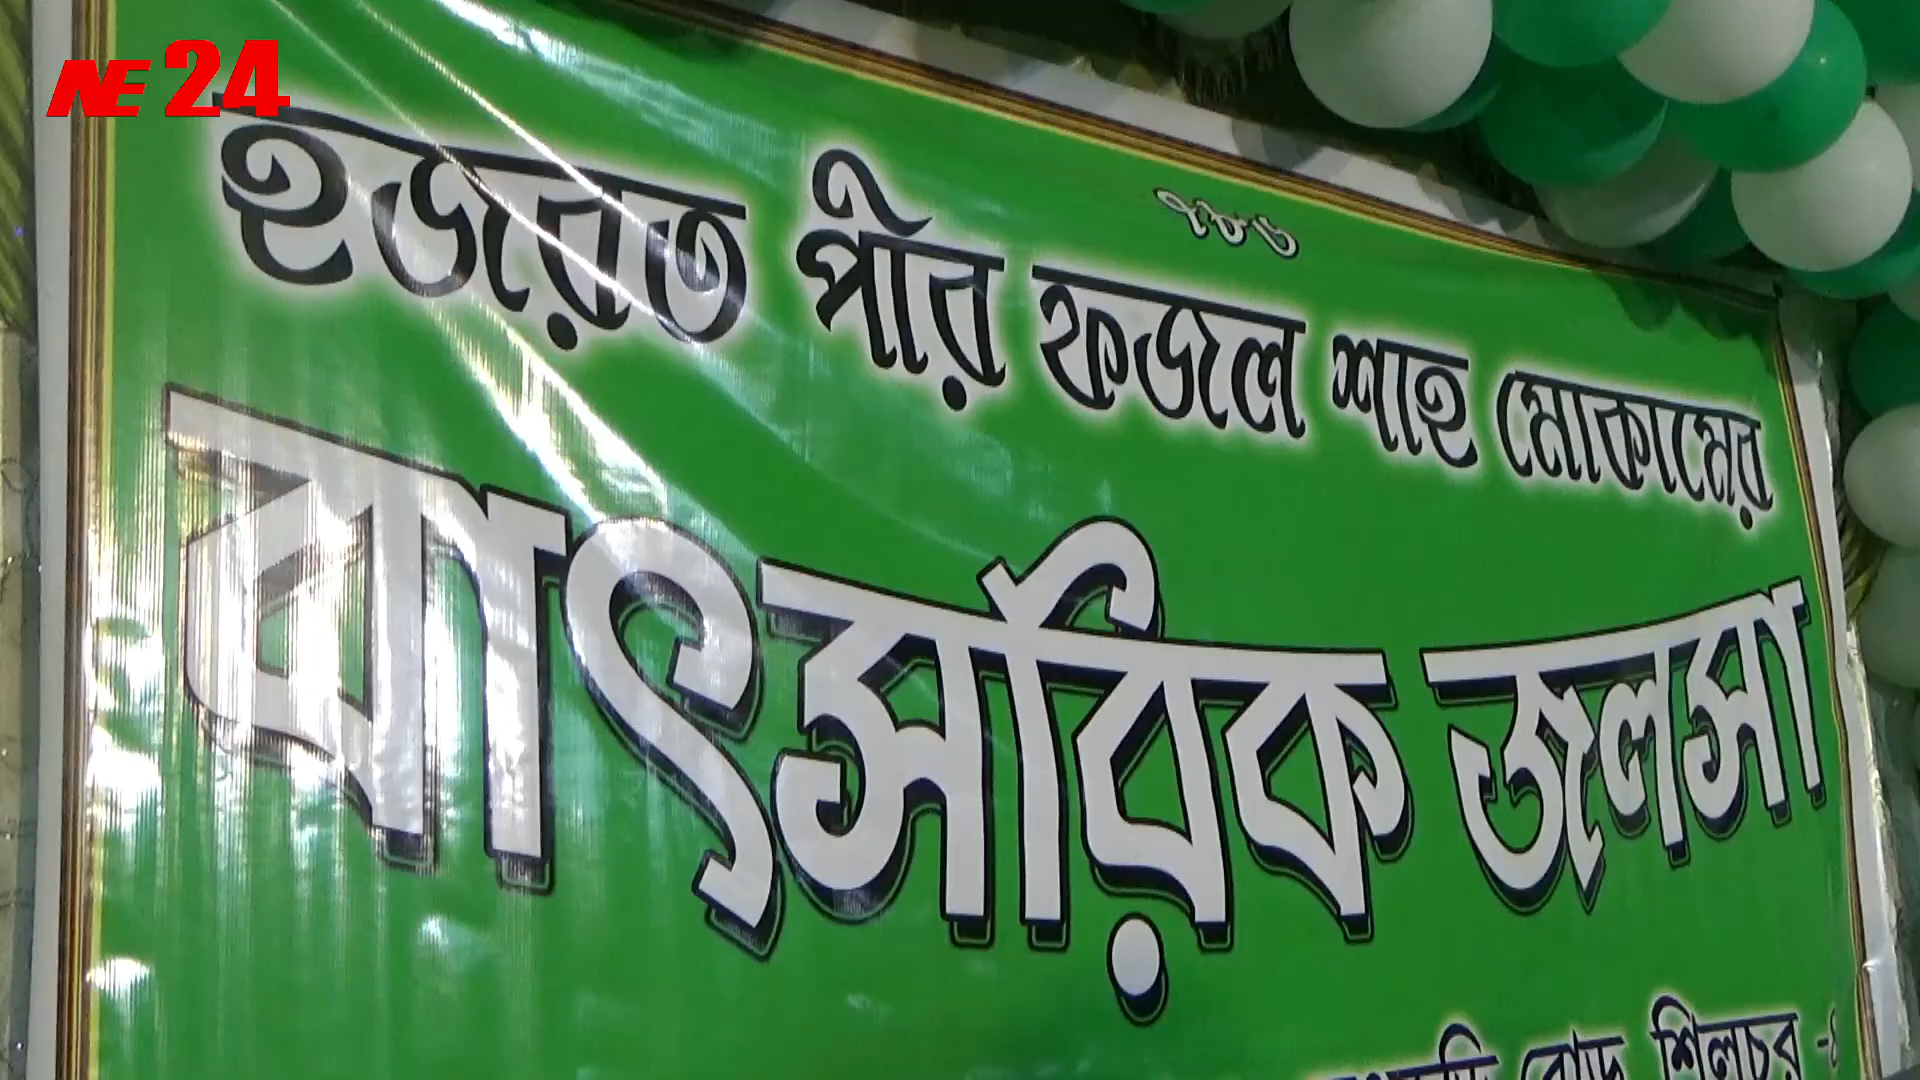 NE 24
৭৮৬
হজরত পীর ফজল শাহ মোকামের
বাৎসরিক জলসা
রোড, শিলচর -